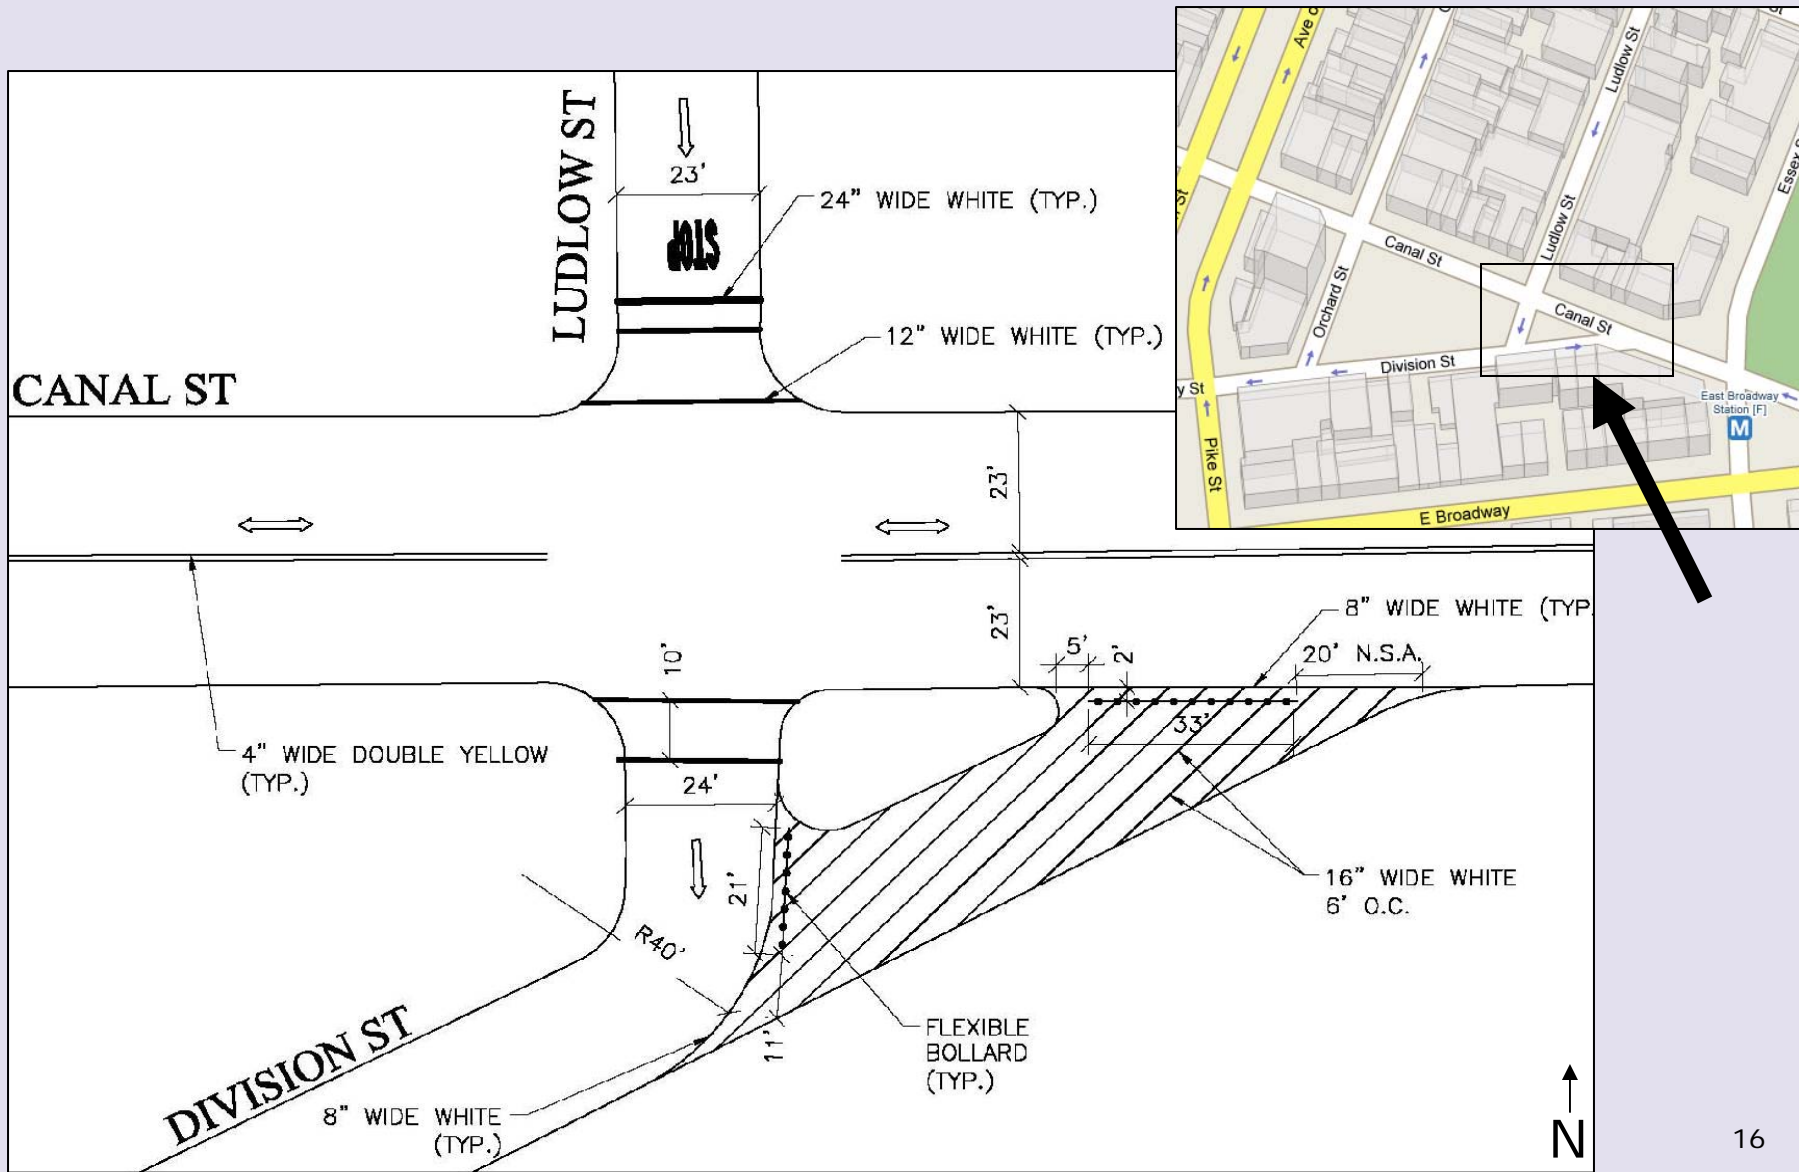 LUDLOW ST
23'
STOP
24" WIDE WHITE (TYP.)
12" WIDE WHITE (TYP.)
CANAL ST
23'
23'
8" WIDE WHITE (TYP.
5'
2'
20' N.S.A.
33'
10'
4" WIDE DOUBLE YELLOW
(TYP.)
24'
21'
R40'
16" WIDE WHITE
6' O.C.
11'
FLEXIBLE
BOLLARD
(TYP.)
DIVISION ST
8" WIDE WHITE
(TYP.)
N
16
Ludlow St
Essex
Ludlow St
Canal St
Orchard St
Canal St
Division St
y St
East Broadway
Station [F]
M
Pike St
E Broadway